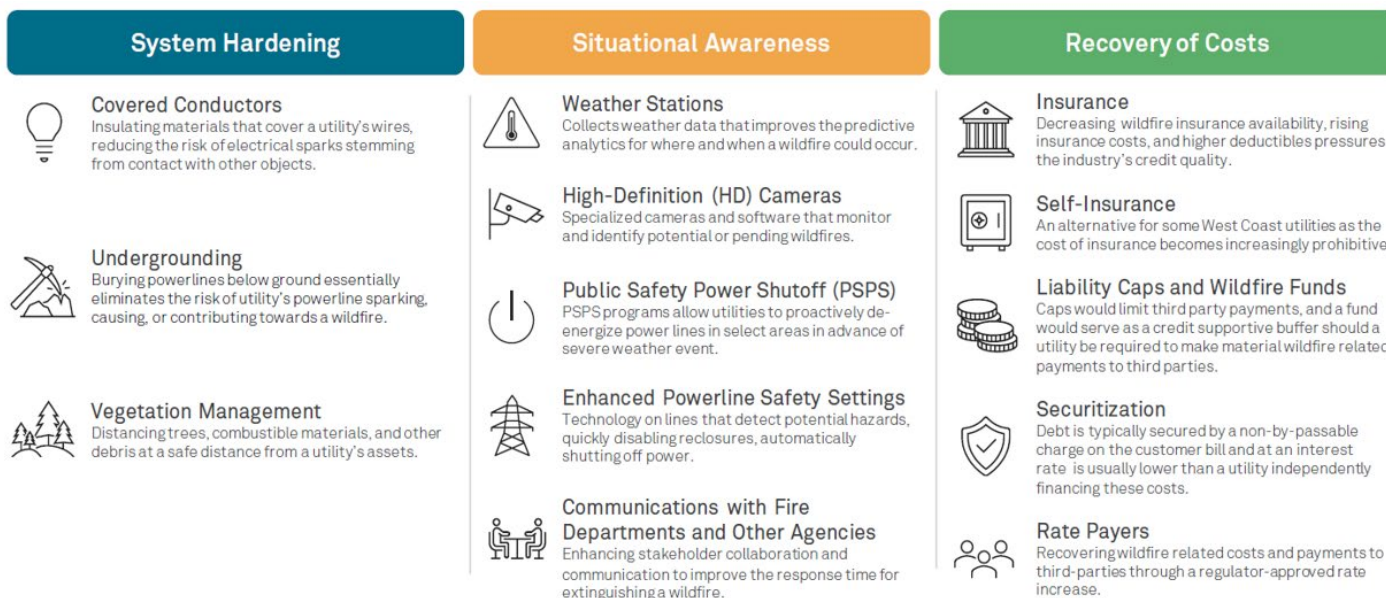 System Hardening
Covered Conductors
Insulating materials that cover a utility's wires,
reducing the risk of electrical sparks stemming
from contact with other objects.
Undergrounding
Burying powerlines below ground essentially
eliminates the risk of utility's powerline sparking,
causing, or contributing towards a wildfire.
Vegetation Management
Distancing trees, combustible materials, and other
debris at a safe distance from a utility's assets.
Situational Awareness
Weather Stations
Collects weather data that improves the predictive
analytics for where and when a wildfire could occur.
High-Definition (HD) Cameras
Specialized cameras and software that monitor
and identify potential or pending wildfires.
Public Safety Power Shutoff (PSPS)
PSPS programs allow utilities to proactively de-
energize power lines in select areas in advance of
severe weather event.
Enhanced Powerline Safety Settings
Technology on lines that detect potential hazards,
quickly disabling reclosures, automatically
shutting off power.
Communications with Fire
Departments and Other Agencies
Enhancing stakeholder collaboration and
communication to improve the response time for
extinguishing a wildfire.
Recovery of Costs
Insurance
Decreasing wildfire insurance availability, rising
insurance costs, and higher deductibles pressures
the industry's credit quality.
Self-Insurance
An alternative for some West Coast utilities as the
cost of insurance becomes increasingly prohibitive
Liability Caps and Wildfire Funds
Caps would limit third party payments, and a fund
would serve as a credit supportive buffer should a
utility be required to make material wildfire related
payments to third parties.
Securitization
Debt is typically secured by a non-by-passable
charge on the customer bill and at an interest
rate is usually lower than a utility independently
financing these costs.
Rate Payers
Recovering wildfire related costs and payments to
third-parties through a regulator-approved rate
increase.